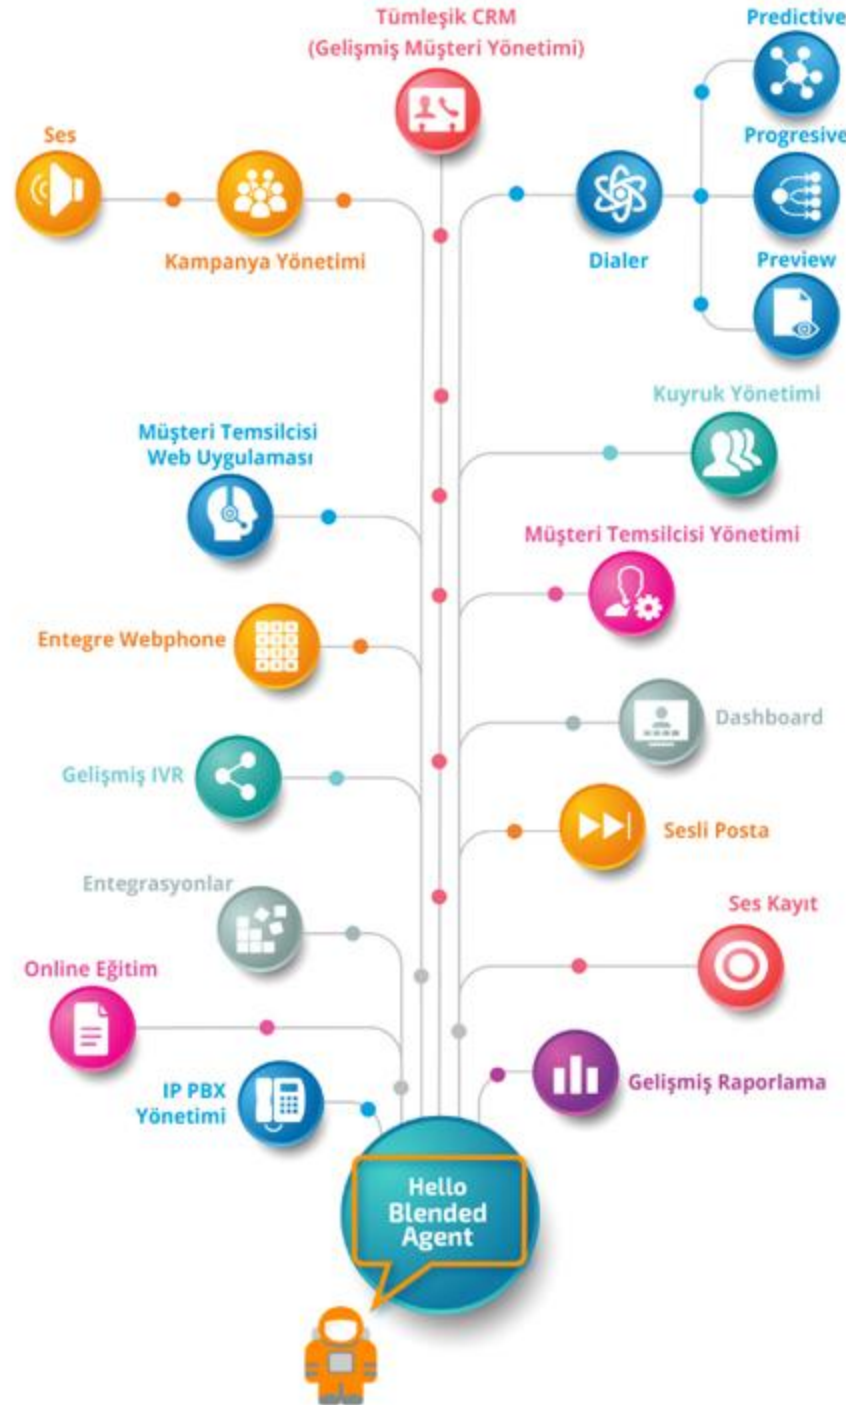 Tümleşik CRM
(Gelişmiş Müşteri Yönetimi)
Predictive
Ses
Progresive
Kampanya Yönetimi
Dialer
Preview
Kuyruk Yönetimi
Müşteri Temsilcisi
Web Uygulaması
Müşteri Temsilcisi Yönetimi
Entegre Webphone
Dashboard
Gelişmiş IVR
Sesli Posta
Entegrasyonlar
Ses Kayıt
Online Eğitim
IP PBX
Yönetimi
Gelişmiş Raporlama
Hello
Blended
Agent